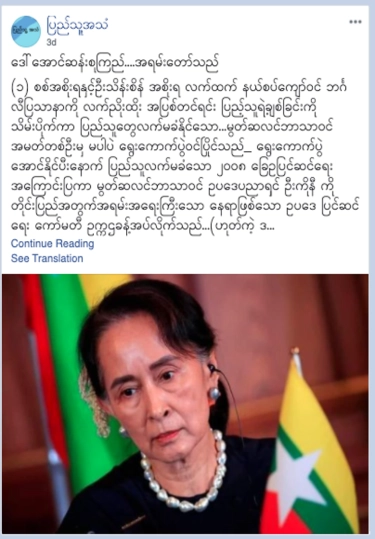 ပြည်သူ့အသံ
3d
ဒေါ်အောင်ဆန်းစုကြည်....အရမ်းတော်သည်
(၁) စစ်အစိုးရနှင့်ဦးသိန်းစိန် အစိုးရ လက်ထက် နယ်စပ်ကျော်ဝင် ဘင်္ဂ
လီပြဿနာကို လက်ညှိုးထိုး အပြစ်တင်ရင်း ပြည်သူ့ရဲ့ချစ်ခြင်းကို
သိမ်းပိုက်ကာ ပြည်သူတွေလက်မခံနိုင်သော...မွတ်ဆလင်ဘာသာဝင်
အမတ်တစ်ဦးမှ မပါပဲ ရွေးကောက်ပွဲဝင်ပြိုင်သည်_ ရွေးကောက်ပွဲ
အောင်နိုင်ပြီးနောက် ပြည်သူလက်မခံသော ၂၀၀၈ ခြေဥပြင်ဆင်ရေး
အကြောင်းပြကာ မွတ်ဆလင်ဘာသာဝင် ဥပဒေပညာရှင် ဦးကိုနီ ကို
တိုင်းပြည်အတွက်အရမ်းအရေးကြီးသော နေရာဖြစ်သော ဥပဒေ ပြင်ဆင်
ရေး ကော်မတီ ဥက္ကဌခန့်အပ်လိုက်သည်...(ဟုတ်ကဲ့ ဒ...
Continue Reading
See Translation